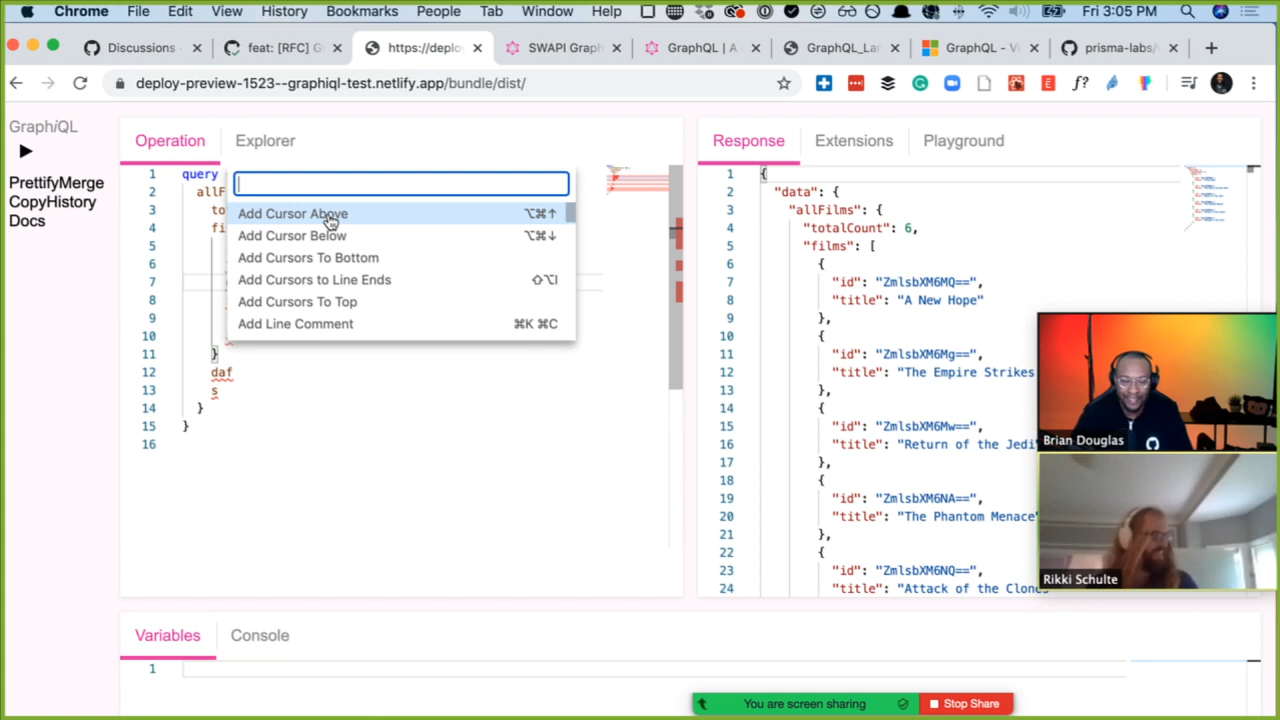 Chrome File Edit View History Bookmarks People Tab Window Help Fri 3:05 PM
Discussions feat: [RFC] G https://deplo SWAPI Graph GraphQL | A GraphQL_La GraphQL - Vi prisma-labs/
deploy-preview-1523--graphiql-test.netlify.app/bundle/dist/
GraphiQL
PrettifyMerge
CopyHistory
Docs
Operation Explorer
1 query
2 allF
3 to
4 fi
5
6
7
8
9
10
11 }
12 daf
13 s
14 }
15 }
16
Add Cursor Above ⌥⌘↑
Add Cursor Below ⌥⌘↓
Add Cursors To Bottom
Add Cursors to Line Ends ⇧⌥I
Add Cursors To Top
Add Line Comment ⌘K ⌘C
Response Extensions Playground
1 {
2 "data": {
3 "allFilms": {
4 "totalCount": 6,
5 "films": [
6 {
7 "id": "ZmlsbXM6MQ==",
8 "title": "A New Hope"
9 },
10 {
11 "id": "ZmlsbXM6Mg==",
12 "title": "The Empire Strikes
13 },
14 {
15 "id": "ZmlsbXM6Mw==",
16 "title": "Return of the Jedi
17 },
18 {
19 "id": "ZmlsbXM6NA==",
20 "title": "The Phantom Menace"
21 },
22 {
23 "id": "ZmlsbXM6NQ==",
24 "title": "Attack of the Clones
Brian Douglas
Rikki Schulte
Variables Console
1
You are screen sharing Stop Share